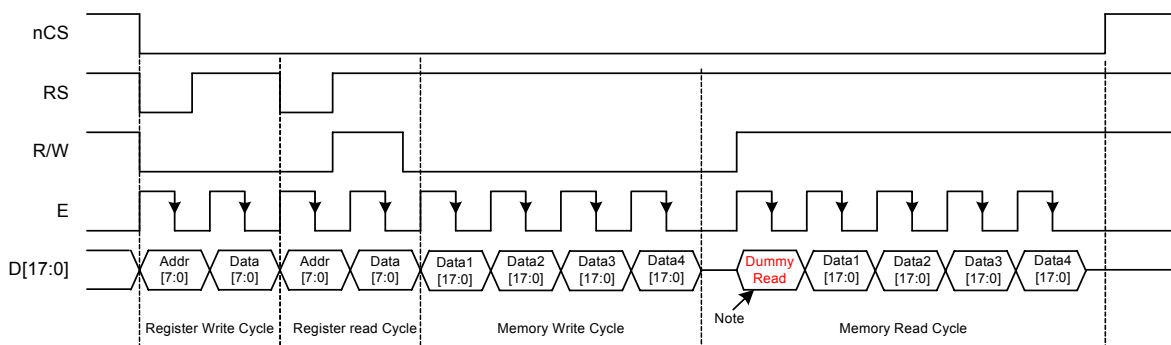 nCS
RS
R/W
E
D[17:0]
Addr
[7:0]
Data
[7:0]
Addr
[7:0]
Data
[7:0]
Data1
[17:0]
Data2
[17:0]
Data3
[17:0]
Data4
[17:0]
Dummy
Read
Data1
[17:0]
Data2
[17:0]
Data3
[17:0]
Data4
[17:0]
Note
Register Write Cycle
Register read Cycle
Memory Write Cycle
Memory Read Cycle